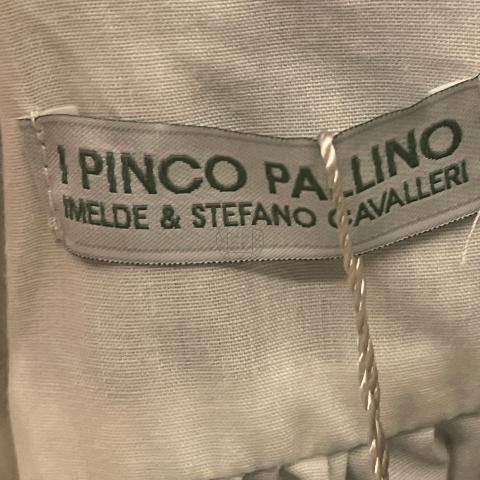 I PINCO PALLINO
IMELDE & STEFANO CAVALLERI